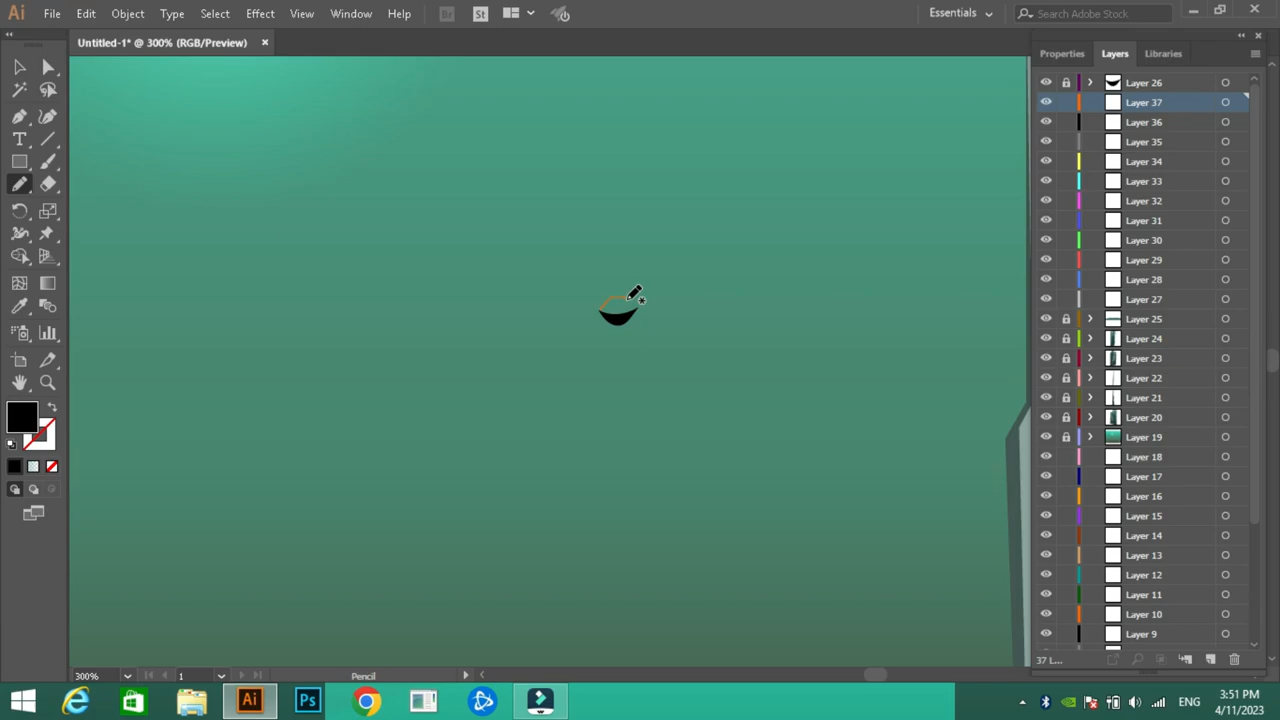 Ai File Edit Object Type Select Effect View Window Help Br St Essentials Search Adobe Stock
Untitled-1* @ 300% (RGB/Preview)
Properties Layers Libraries
Layer 26
Layer 37
Layer 36
Layer 35
Layer 34
Layer 33
Layer 32
Layer 31
Layer 30
Layer 29
Layer 28
Layer 27
Layer 25
Layer 24
Layer 23
Layer 22
Layer 21
Layer 20
Layer 19
Layer 18
Layer 17
Layer 16
Layer 15
Layer 14
Layer 13
Layer 12
Layer 11
Layer 10
Layer 9
37 L...
300% 1 Pencil
Ai Ps ENG
3:51 PM
4/11/2023